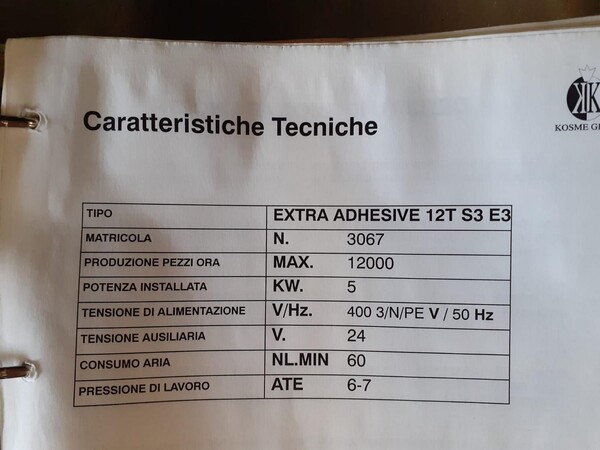 Caratteristiche Tecniche
KOSME
TIPO EXTRA ADHESIVE 12T S3 E3
MATRICOLA N. 3067
PRODUZIONE PEZZI ORA MAX. 12000
POTENZA INSTALLATA KW. 5
TENSIONE DI ALIMENTAZIONE V/Hz. 400 3/N/PE V / 50 Hz
TENSIONE AUSILIARIA V. 24
CONSUMO ARIA NL.MIN 60
PRESSIONE DI LAVORO ATE 6-7